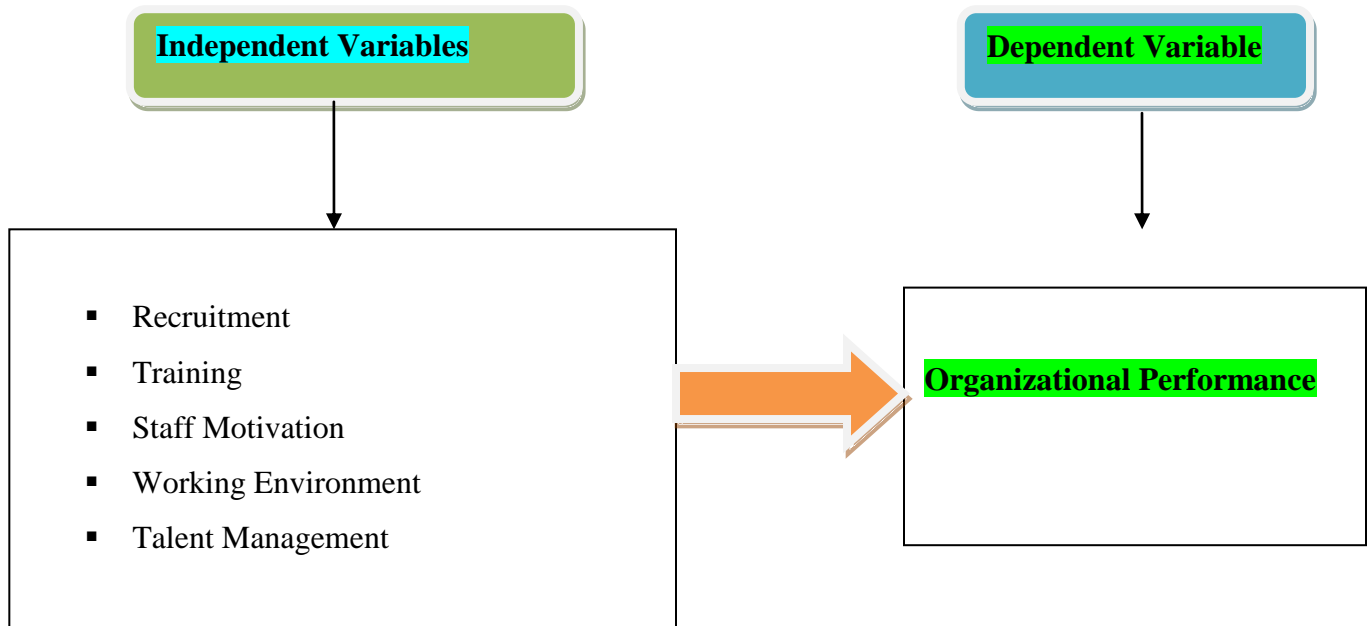 Independent Variables
Dependent Variable
▪ Recruitment
▪ Training
▪ Staff Motivation
▪ Working Environment
▪ Talent Management
Organizational Performance